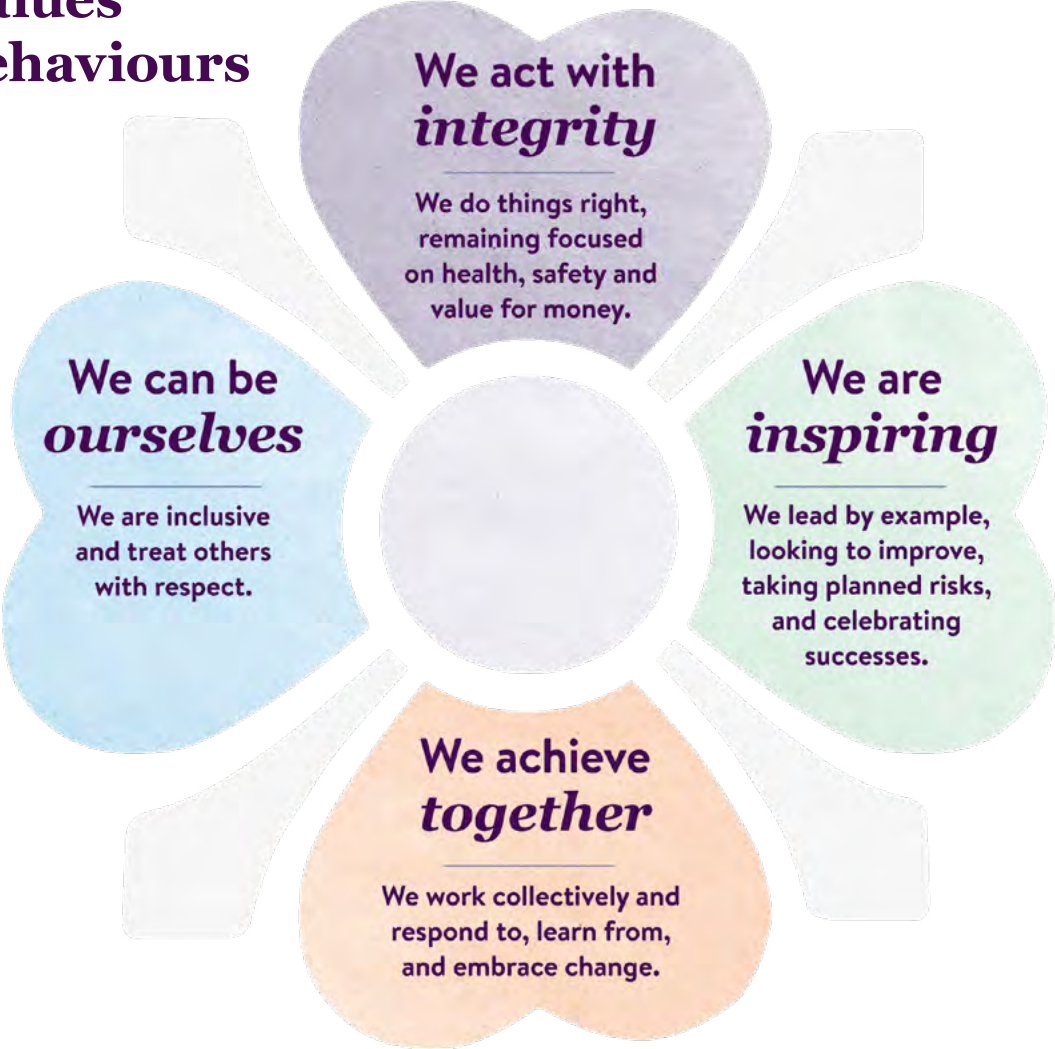 ehaviours
We act with
integrity
We do things right,
remaining focused
on health, safety and
value for money.
We can be
ourselves
We are inclusive
and treat others
with respect.
We are
inspiring
We lead by example,
looking to improve,
taking planned risks,
and celebrating
successes.
We achieve
together
We work collectively and
respond to, learn from,
and embrace change.